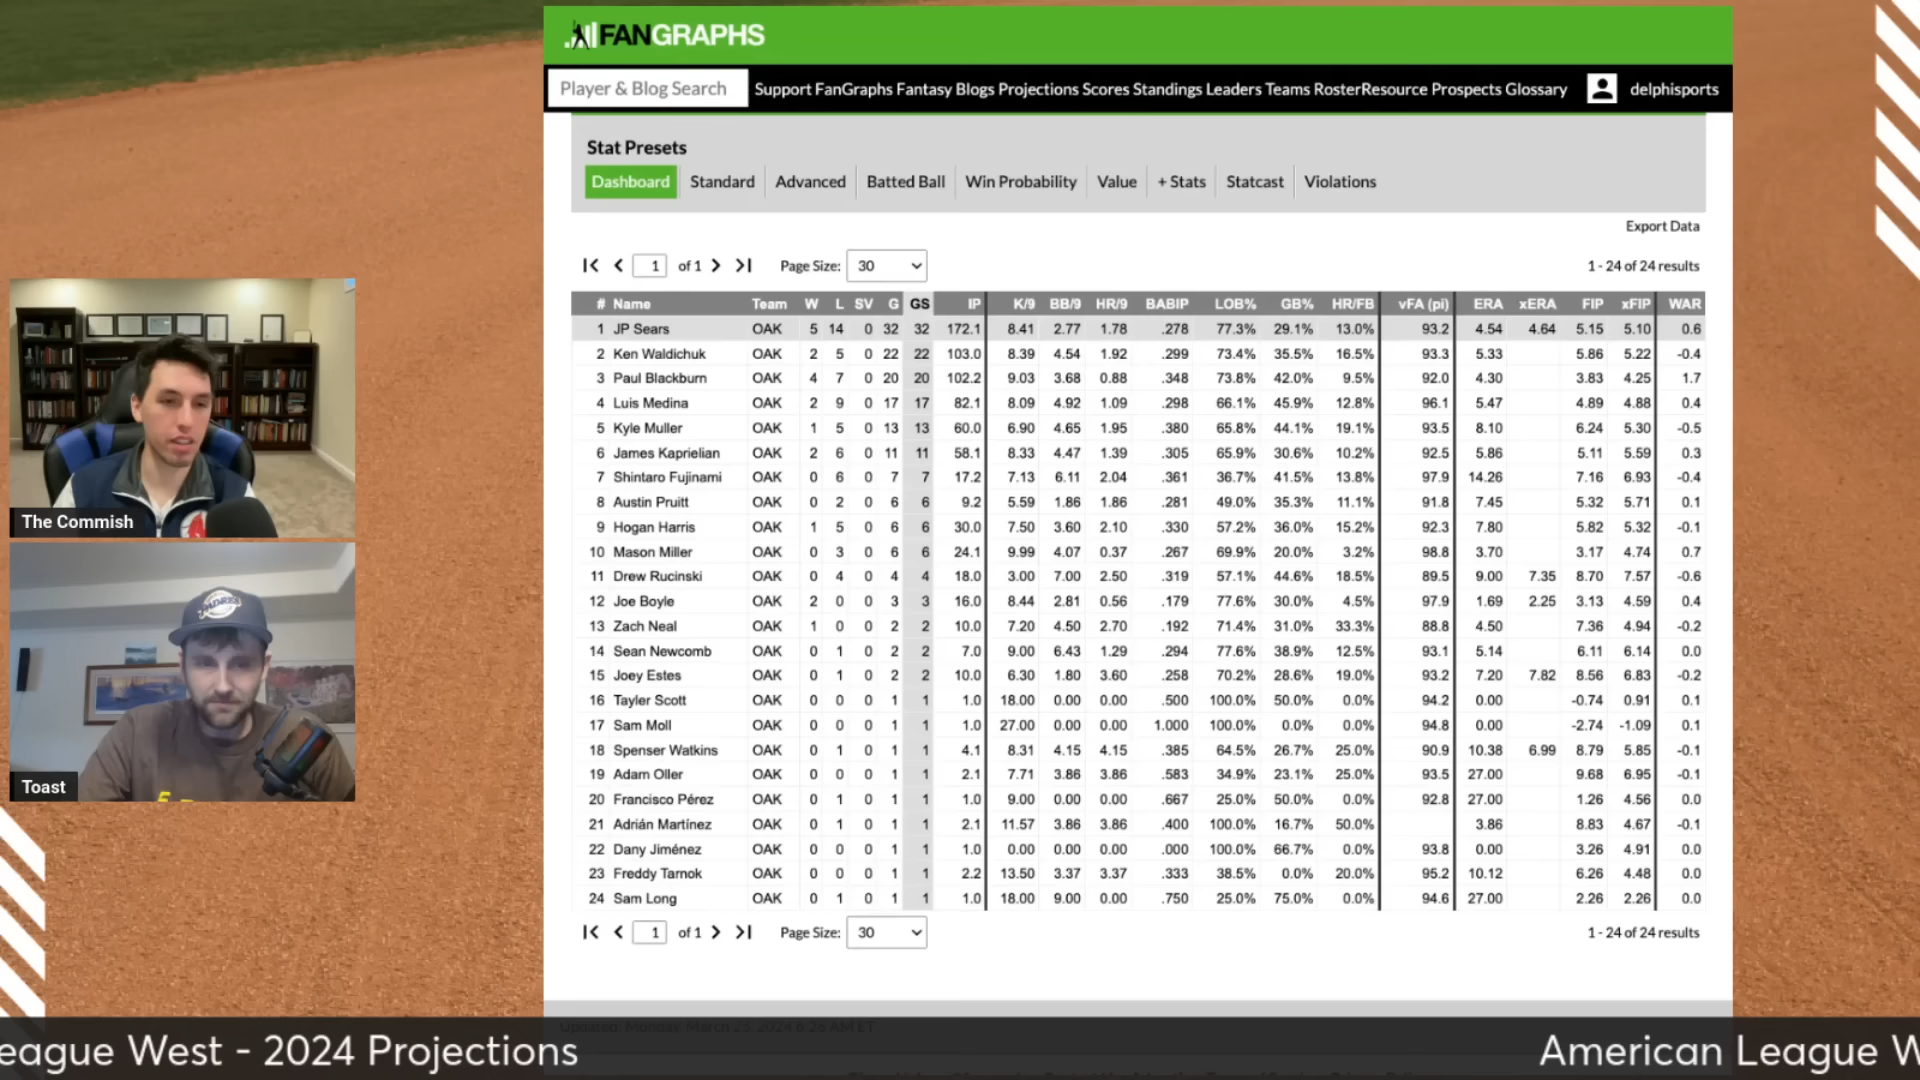 FANGRAPHS
Player & Blog Search Support FanGraphs Fantasy Blogs Projections Scores Standings Leaders Teams RosterResource Prospects Glossary delphisports
Stat Presets
Dashboard Standard Advanced Batted Ball Win Probability Value + Stats Statcast Violations
Export Data
1 of 1 Page Size: 30 1 - 24 of 24 results
# Name Team W L SV G GS IP K/9 BB/9 HR/9 BABIP LOB% GB% HR/FB vFA (pi) ERA xERA FIP xFIP WAR
1 JP Sears OAK 5 14 0 32 32 172.1 8.41 2.77 1.78 .278 77.3% 29.1% 13.0% 93.2 4.54 4.64 5.15 5.10 0.6
2 Ken Waldichuk OAK 2 5 0 22 22 103.0 8.39 4.54 1.92 .299 73.4% 35.5% 16.5% 93.3 5.33 5.86 5.22 -0.4
3 Paul Blackburn OAK 4 7 0 20 20 102.2 9.03 3.68 0.88 .348 73.8% 42.0% 9.5% 92.0 4.30 3.83 4.25 1.7
4 Luis Medina OAK 2 9 0 17 17 82.1 8.09 4.92 1.09 .298 66.1% 45.9% 12.8% 96.1 5.47 4.89 4.88 0.4
5 Kyle Muller OAK 1 5 0 13 13 60.0 6.90 4.65 1.95 .380 65.8% 44.1% 19.1% 93.5 8.10 6.24 5.30 -0.5
6 James Kaprielian OAK 2 6 0 11 11 58.1 8.33 4.47 1.39 .305 65.9% 30.6% 10.2% 92.5 5.86 5.11 5.59 0.3
7 Shintaro Fujinami OAK 0 6 0 7 7 17.2 7.13 6.11 2.04 .361 36.7% 41.5% 13.8% 97.9 14.26 7.16 6.93 -0.4
8 Austin Pruitt OAK 0 2 0 6 6 9.2 5.59 1.86 1.86 .281 49.0% 35.3% 11.1% 91.8 7.45 5.32 5.71 0.1
9 Hogan Harris OAK 1 5 0 6 6 30.0 7.50 3.60 2.10 .330 57.2% 36.0% 15.2% 92.3 7.80 5.82 5.32 -0.1
10 Mason Miller OAK 0 3 0 6 6 24.1 9.99 4.07 0.37 .267 69.9% 20.0% 3.2% 98.8 3.70 3.17 4.74 0.7
11 Drew Rucinski OAK 0 4 0 4 4 18.0 3.00 7.00 2.50 .319 57.1% 44.6% 18.5% 89.5 9.00 7.35 8.70 7.57 -0.6
12 Joe Boyle OAK 2 0 0 3 3 16.0 8.44 2.81 0.56 .179 77.6% 30.0% 4.5% 97.9 1.69 2.25 3.13 4.59 0.4
13 Zach Neal OAK 1 0 0 2 2 10.0 7.20 4.50 2.70 .192 71.4% 31.0% 33.3% 88.8 4.50 7.36 4.94 -0.2
14 Sean Newcomb OAK 0 1 0 2 2 7.0 9.00 6.43 1.29 .294 77.6% 38.9% 12.5% 93.1 5.14 6.11 6.14 0.0
15 Joey Estes OAK 0 1 0 2 2 10.0 6.30 1.80 3.60 .258 70.2% 28.6% 19.0% 93.2 7.20 7.82 8.56 6.83 -0.2
16 Tayler Scott OAK 0 0 0 1 1 1.0 18.00 0.00 0.00 .500 100.0% 50.0% 0.0% 94.2 0.00 -0.74 0.91 0.1
17 Sam Moll OAK 0 0 0 1 1 1.0 27.00 0.00 0.00 1.000 100.0% 0.0% 0.0% 94.8 0.00 -2.74 -1.09 0.1
18 Spenser Watkins OAK 0 1 0 1 1 4.1 8.31 4.15 4.15 .385 64.5% 26.7% 25.0% 90.9 10.38 6.99 8.79 5.85 -0.1
19 Adam Oller OAK 0 0 0 1 1 2.1 7.71 3.86 3.86 .583 34.9% 23.1% 25.0% 93.5 27.00 9.68 6.95 -0.1
20 Francisco Pérez OAK 0 1 0 1 1 1.0 9.00 0.00 0.00 .667 25.0% 50.0% 0.0% 92.8 27.00 1.26 4.56 0.0
21 Adrián Martínez OAK 0 1 0 1 1 2.1 11.57 3.86 3.86 .400 100.0% 16.7% 50.0% 3.86 8.83 4.67 -0.1
22 Dany Jiménez OAK 0 0 0 1 1 1.0 0.00 0.00 0.00 .000 100.0% 66.7% 0.0% 93.8 0.00 3.26 4.91 0.0
23 Freddy Tarnok OAK 0 0 0 1 1 2.2 13.50 3.37 3.37 .333 38.5% 0.0% 20.0% 95.2 10.12 6.26 4.48 0.0
24 Sam Long OAK 0 1 0 1 1 1.0 18.00 9.00 0.00 .750 25.0% 75.0% 0.0% 94.6 27.00 2.26 2.26 0.0
1 of 1 Page Size: 30 1 - 24 of 24 results
The Commish
PADRES
Toast
Updated: Monday, March 25, 2024 6:26 AM ET
eague West - 2024 Projections American League W